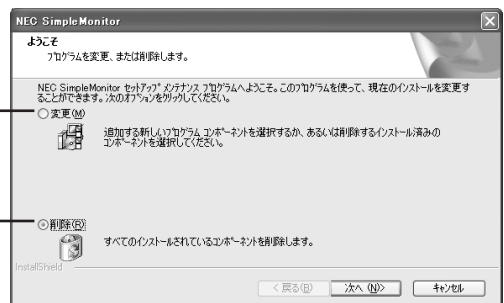 NEC SimpleMonitor
ようこそ
プログラムを変更、または削除します。
NEC SimpleMonitor セットアップ メンテナンス プログラムへようこそ。このプログラムを使って、現在のインストールを変更す
ることができます。次のオプションをクリックしてください。
変更(M)
追加する新しいプログラム コンポーネントを選択するか、あるいは削除するインストール済みの
コンポーネントを選択してください。
削除(R)
すべてのインストールされているコンポーネントを削除します。
InstallShield
< 戻る(B)
次へ (N)>
キャンセル